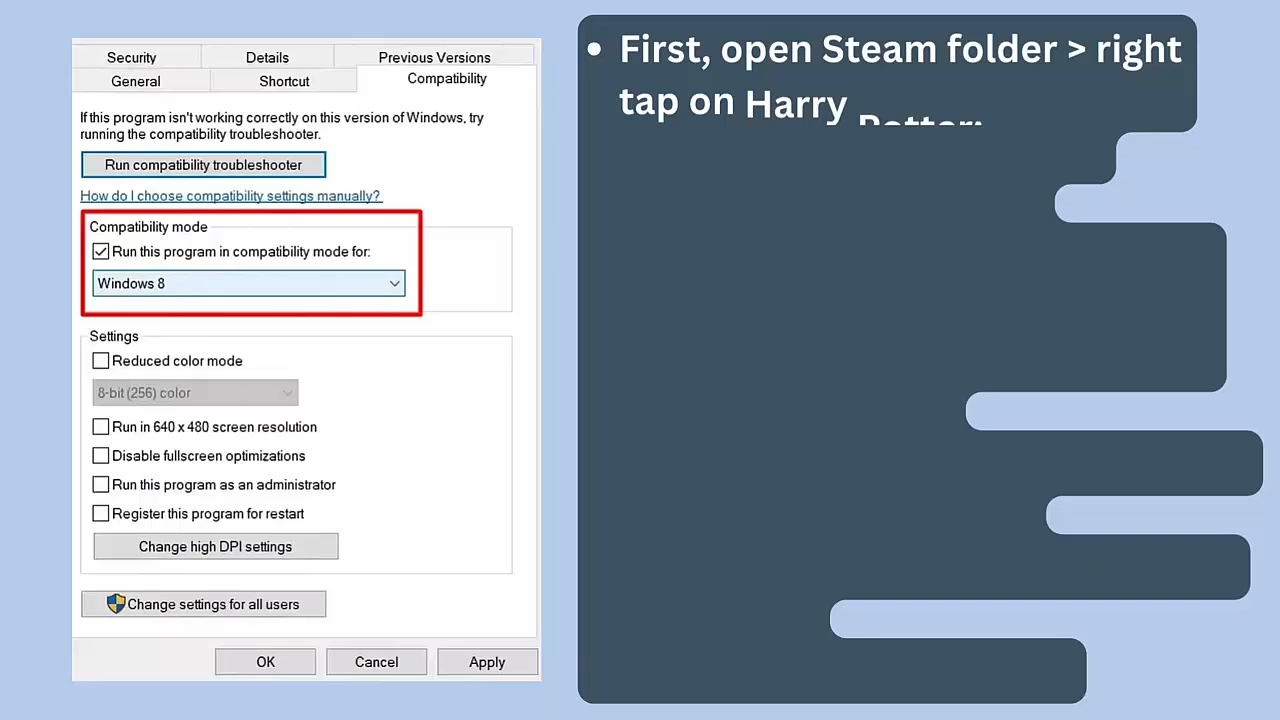 Security Details Previous Versions
General Shortcut Compatibility
If this program isn't working correctly on this version of Windows, try
running the compatibility troubleshooter.
Run compatibility troubleshooter
How do I choose compatibility settings manually?
Compatibility mode
Run this program in compatibility mode for:
Windows 8
Settings
Reduced color mode
8-bit (256) color
Run in 640 x 480 screen resolution
Disable fullscreen optimizations
Run this program as an administrator
Register this program for restart
Change high DPI settings
Change settings for all users
OK Cancel Apply
• First, open Steam folder > right
tap on Harry